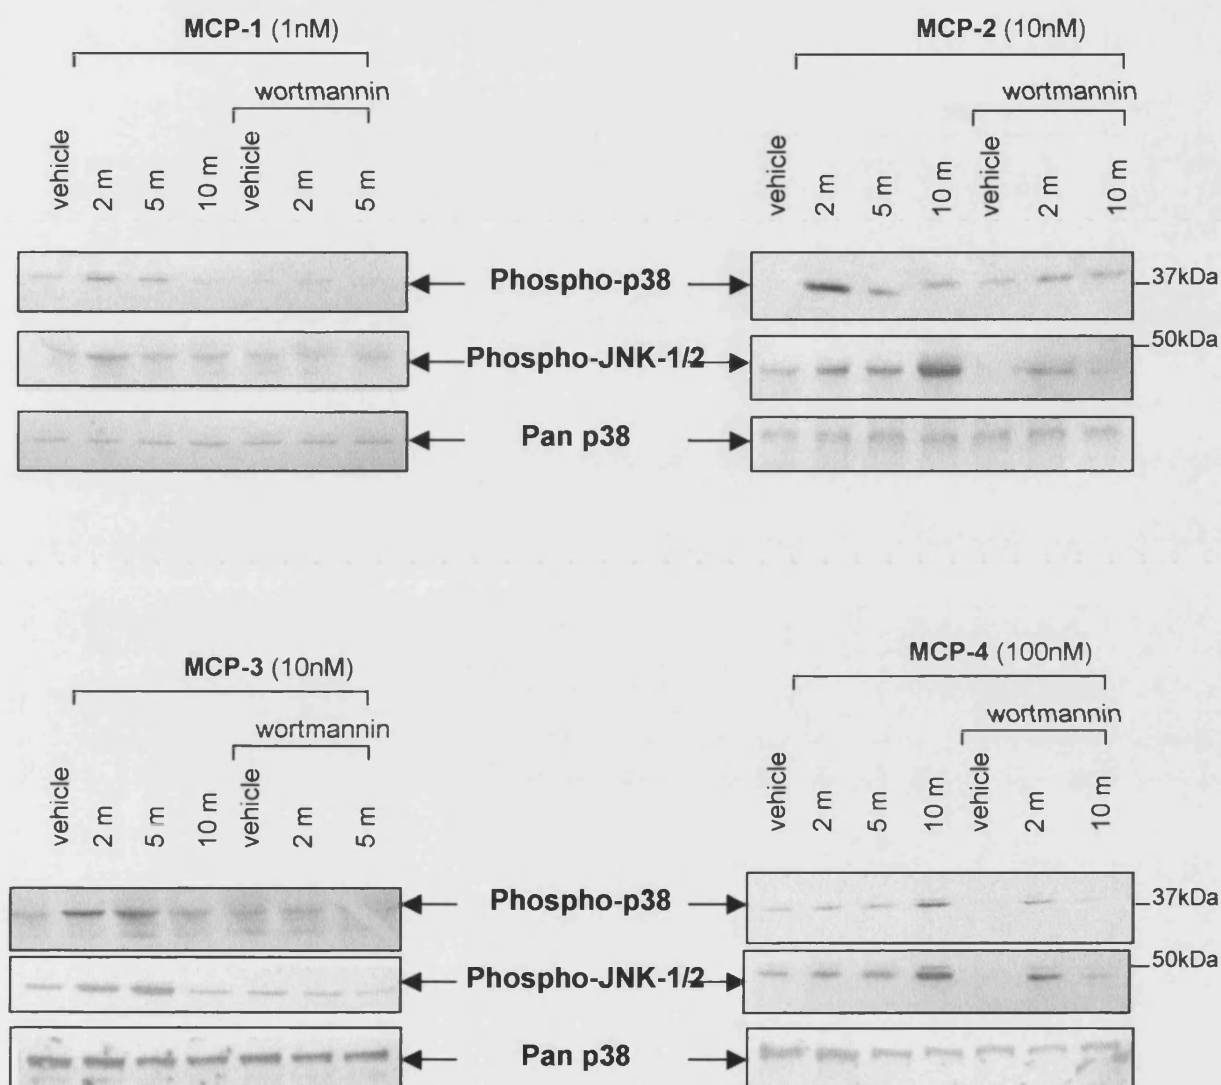 MCP-1 (1nM)
wortmannin
vehicle
2 m
5 m
10 m
vehicle
2 m
5 m
MCP-2 (10nM)
wortmannin
vehicle
2 m
5 m
10 m
vehicle
2 m
10 m
Phospho-p38
37kDa
Phospho-JNK-1/2
50kDa
Pan p38
MCP-3 (10nM)
wortmannin
vehicle
2 m
5 m
10 m
vehicle
2 m
5 m
MCP-4 (100nM)
wortmannin
vehicle
2 m
5 m
10 m
vehicle
2 m
10 m
Phospho-p38
37kDa
Phospho-JNK-1/2
50kDa
Pan p38